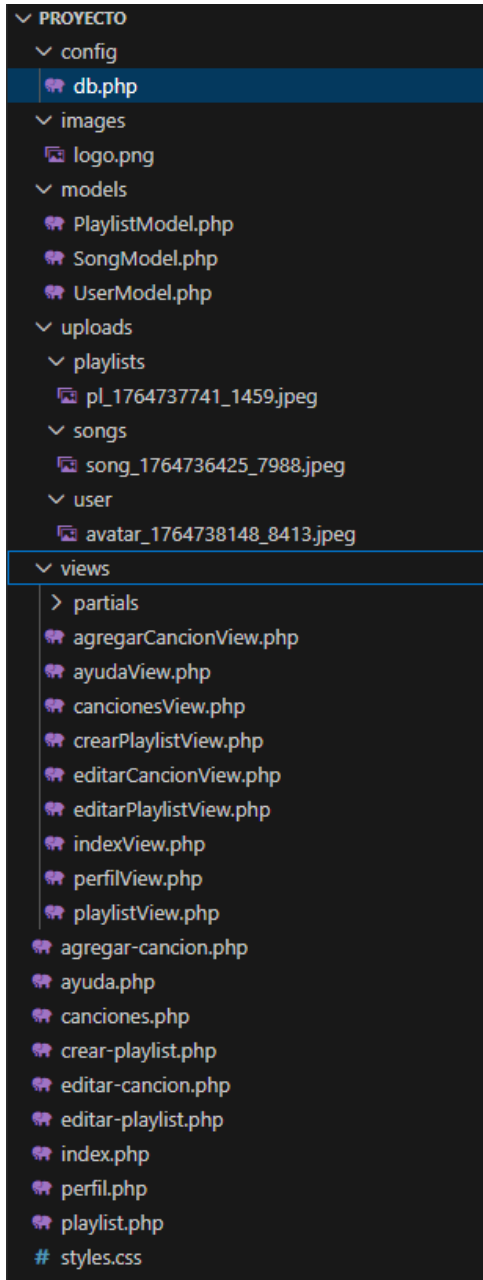 PROYECTO
config
db.php
images
logo.png
models
PlaylistModel.php
SongModel.php
UserModel.php
uploads
playlists
pl_1764737741_1459.jpeg
songs
song_1764736425_7988.jpeg
user
avatar_1764738148_8413.jpeg
views
partials
agregarCancionView.php
ayudaView.php
cancionesView.php
crearPlaylistView.php
editarCancionView.php
editarPlaylistView.php
indexView.php
perfilView.php
playlistView.php
agregar-cancion.php
ayuda.php
canciones.php
crear-playlist.php
editar-cancion.php
editar-playlist.php
index.php
perfil.php
playlist.php
# styles.css